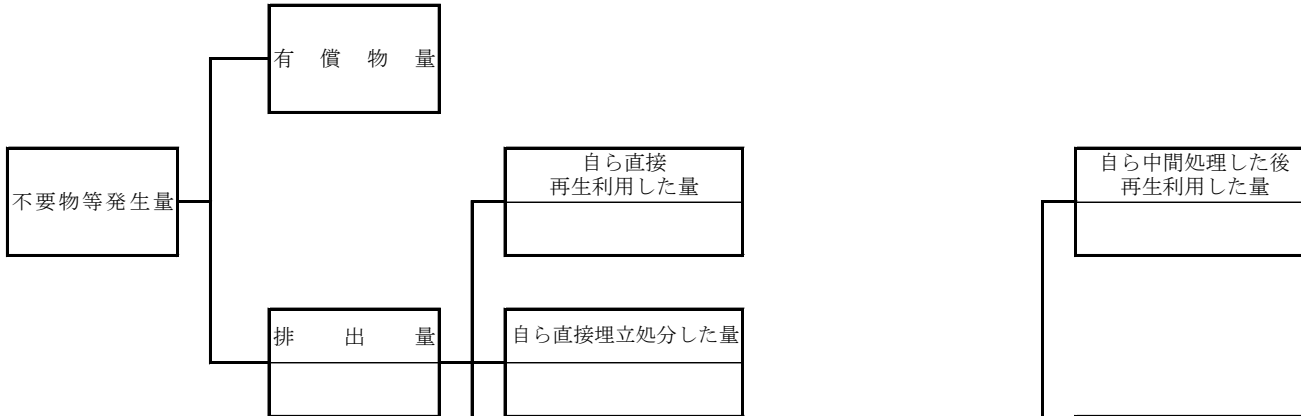 有償物量
自ら直接
再生利用した量
自ら中間処理した後
再生利用した量
不要物等発生量
排出量
自ら直接埋立処分した量